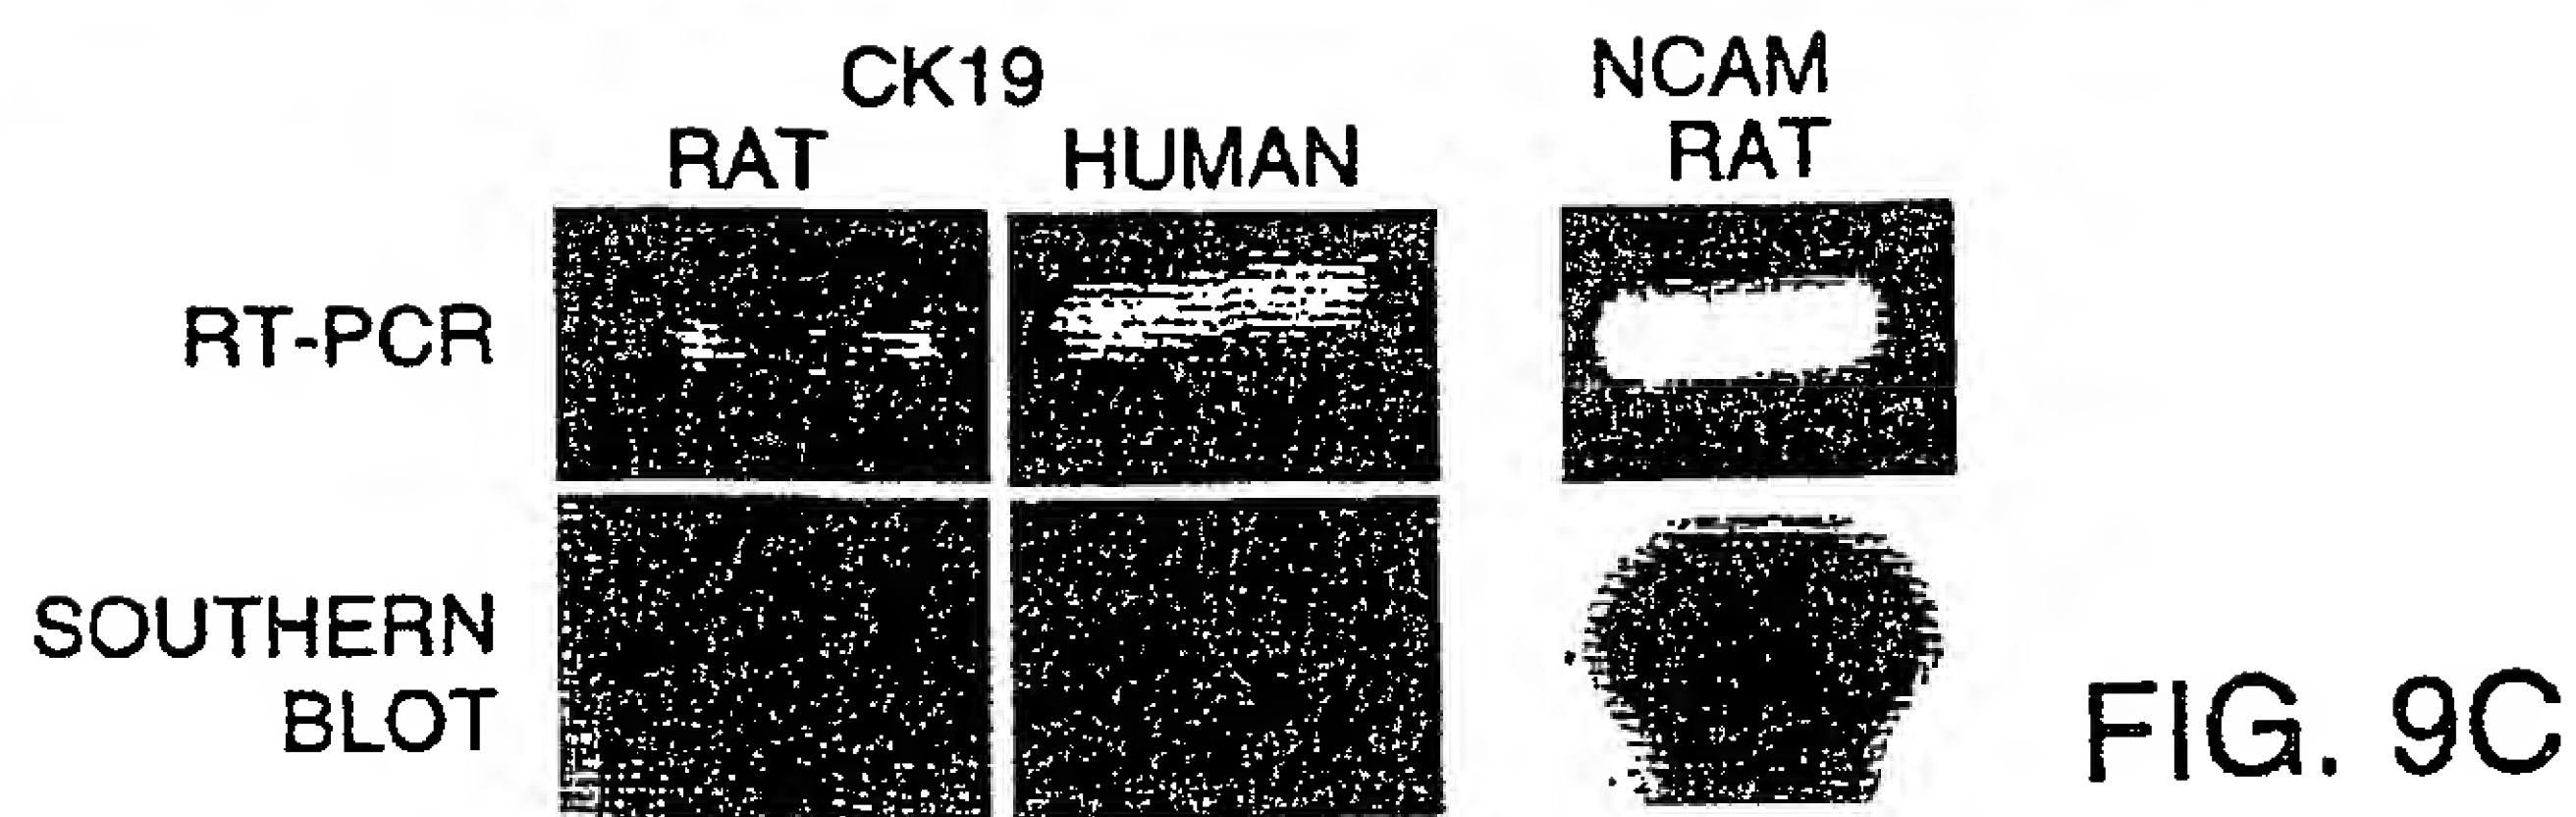 CK19
NCAM
RAT
HUMAN
RAT
RT-PCR
SOUTHERN
BLOT
FIG. 9C